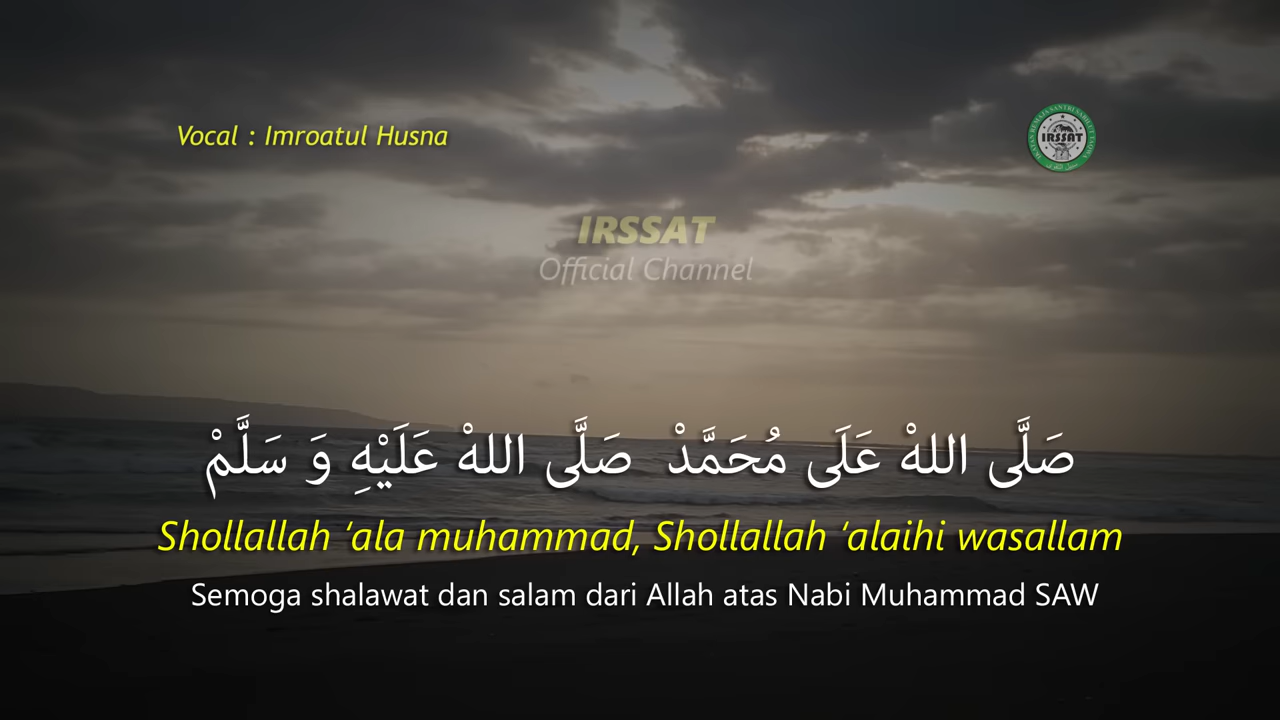 Vocal : Imroatul Husna
IRSSAT
IRSSAT
Official Channel
صَلَّى اللهْ عَلَى مُحَمَّدْ صَلَّى اللهْ عَلَيْهِ وَ سَلَّمْ
Shollallah ‘ala muhammad, Shollallah ‘alaihi wasallam
Semoga shalawat dan salam dari Allah atas Nabi Muhammad SAW